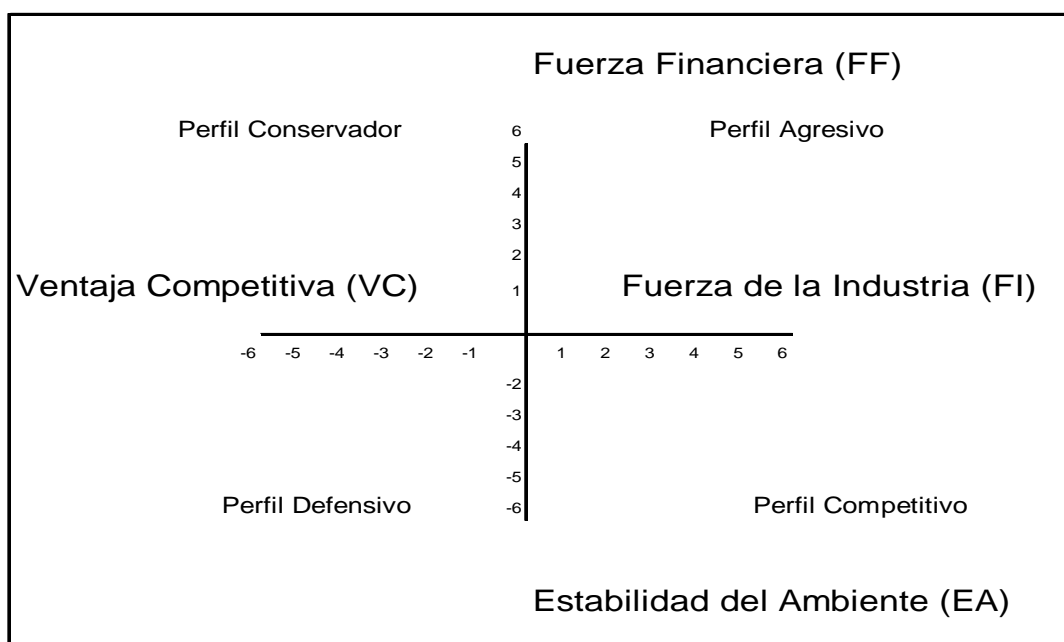 Fuerza Financiera (FF)
Perfil Conservador
6
Perfil Agresivo
5
4
3
2
Ventaja Competitiva (VC)
1
Fuerza de la Industria (FI)
-6 -5 -4 -3 -2 -1 1 2 3 4 5 6
-2
-3
-4
-5
Perfil Defensivo
-6
Perfil Competitivo
Estabilidad del Ambiente (EA)